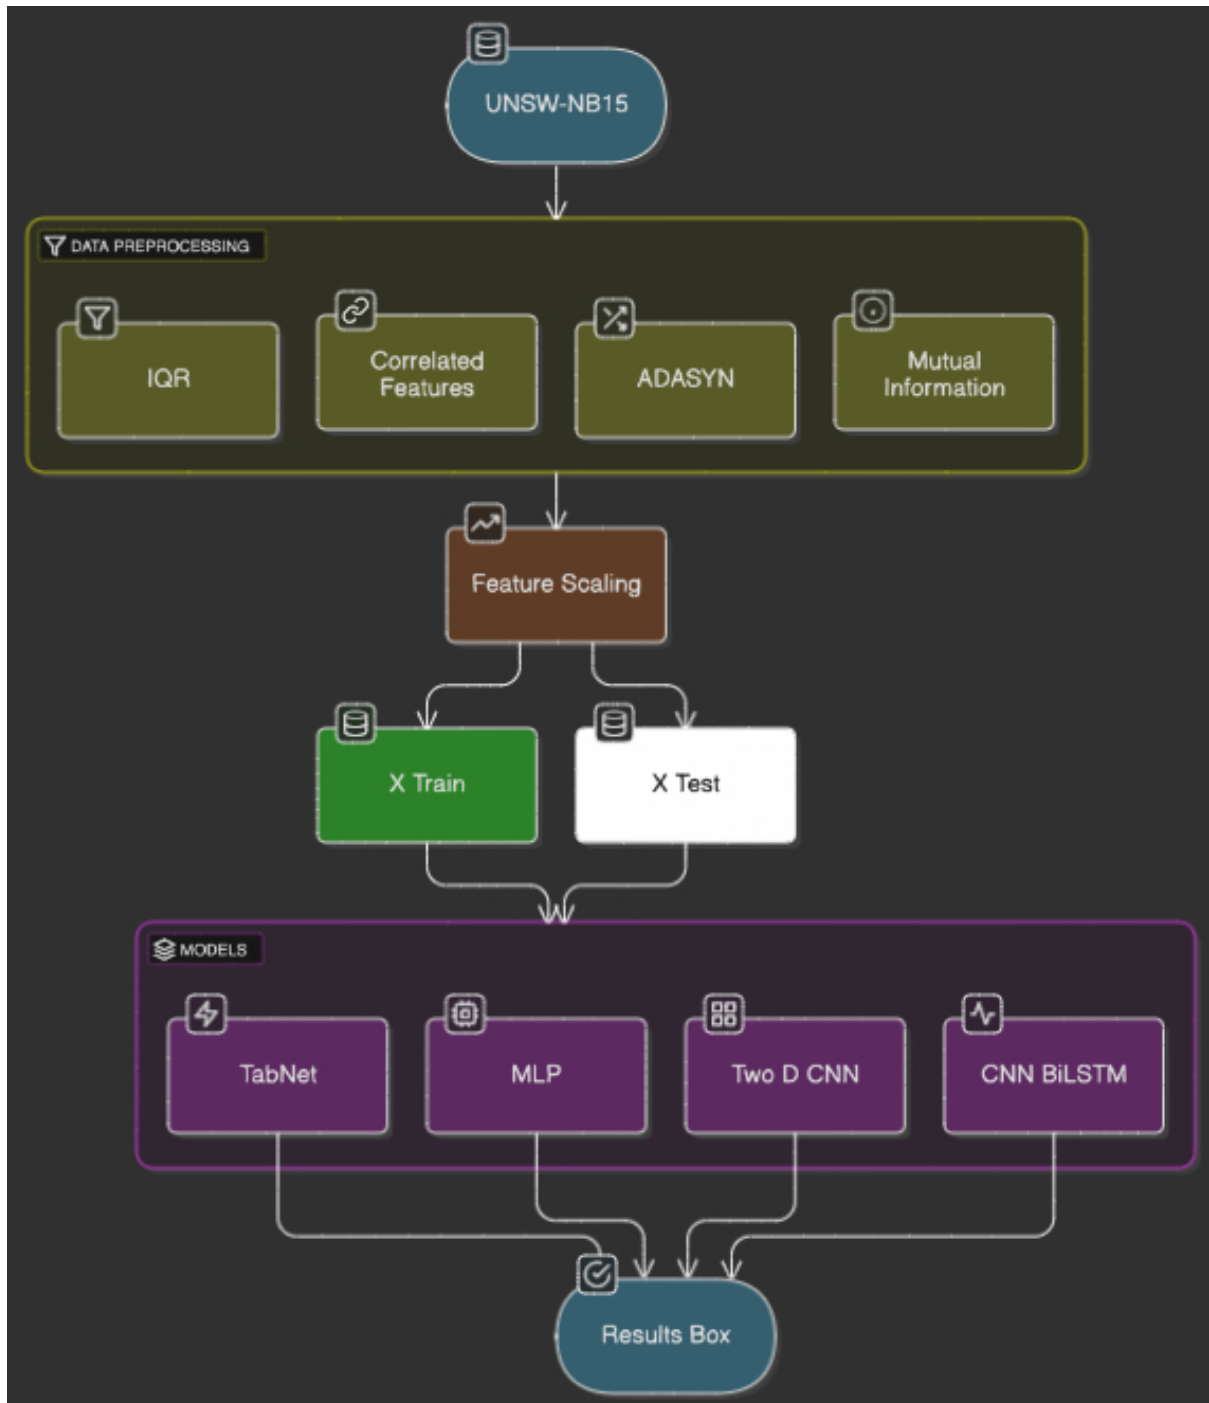 UNSW-NB15
DATA PREPROCESSING
IQR
Correlated
Features
ADASYN
Mutual
Information
Feature Scaling
X Train
X Test
MODELS
TabNet
MLP
Two D CNN
CNN BiLSTM
Results Box